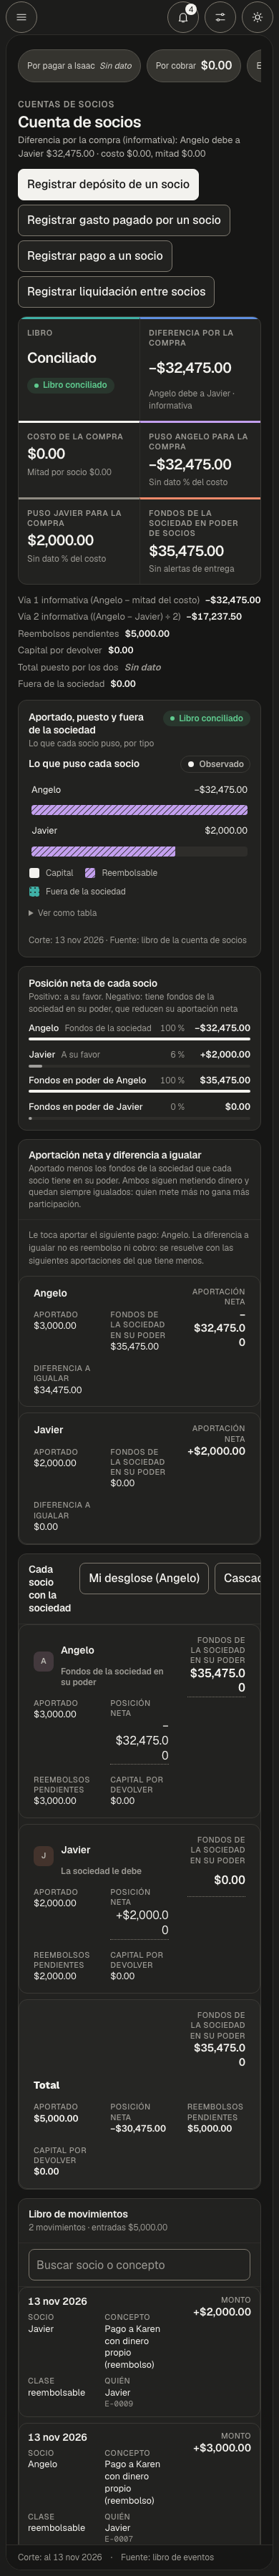 4
Por pagar a Isaac Sin dato
Por cobrar $0.00
CUENTAS DE SOCIOS
Cuenta de socios
Diferencia por la compra (informativa): Angelo debe a
Javier $32,475.00 · costo $0.00, mitad $0.00
Registrar depósito de un socio
Registrar gasto pagado por un socio
Registrar pago a un socio
Registrar liquidación entre socios
LIBRO
Conciliado
Libro conciliado
DIFERENCIA POR LA
COMPRA
−$32,475.00
Angelo debe a Javier ·
informativa
COSTO DE LA COMPRA
$0.00
Mitad por socio $0.00
PUSO ANGELO PARA LA
COMPRA
−$32,475.00
Sin dato % del costo
PUSO JAVIER PARA LA
COMPRA
$2,000.00
Sin dato % del costo
FONDOS DE LA
SOCIEDAD EN PODER
DE SOCIOS
$35,475.00
Sin alertas de entrega
Vía 1 informativa (Angelo − mitad del costo) −$32,475.00
Vía 2 informativa ((Angelo − Javier) ÷ 2) −$17,237.50
Reembolsos pendientes $5,000.00
Capital por devolver $0.00
Total puesto por los dos Sin dato
Fuera de la sociedad $0.00
Aportado, puesto y fuera
de la sociedad
Libro conciliado
Lo que cada socio puso, por tipo
Lo que puso cada socio
Observado
Angelo −$32,475.00
Javier $2,000.00
Capital Reembolsable
Fuera de la sociedad
Ver como tabla
Corte: 13 nov 2026 · Fuente: libro de la cuenta de socios
Posición neta de cada socio
Positivo: a su favor. Negativo: tiene fondos de la
sociedad en su poder, que reducen su aportación neta
Angelo Fondos de la sociedad 100 % −$32,475.00
Javier A su favor 6 % +$2,000.00
Fondos en poder de Angelo 100 % $35,475.00
Fondos en poder de Javier 0 % $0.00
Aportación neta y diferencia a igualar
Aportado menos los fondos de la sociedad que cada
socio tiene en su poder. Ambos siguen metiendo dinero y
quedan siempre igualados: quien mete más no gana más
participación.
Le toca aportar el siguiente pago: Angelo. La diferencia a
igualar no es reembolso ni cobro: se resuelve con las
siguientes aportaciones del que tiene menos.
Angelo
APORTACIÓN
NETA
−
$32,475.0
0
APORTADO
$3,000.00
FONDOS DE
LA SOCIEDAD
EN SU PODER
$35,475.00
DIFERENCIA A
IGUALAR
$34,475.00
Javier
APORTACIÓN
NETA
+$2,000.00
APORTADO
$2,000.00
FONDOS DE
LA SOCIEDAD
EN SU PODER
$0.00
DIFERENCIA A
IGUALAR
$0.00
Cada
socio
con la
sociedad
Mi desglose (Angelo)
Cascac
A
Angelo
Fondos de la sociedad en
su poder
FONDOS DE
LA SOCIEDAD
EN SU PODER
$35,475.0
0
APORTADO
$3,000.00
POSICIÓN
NETA
−
$32,475.0
0
REEMBOLSOS
PENDIENTES
$3,000.00
CAPITAL POR
DEVOLVER
$0.00
J
Javier
La sociedad le debe
FONDOS DE
LA SOCIEDAD
EN SU PODER
$0.00
APORTADO
$2,000.00
POSICIÓN
NETA
+$2,000.0
0
REEMBOLSOS
PENDIENTES
$2,000.00
CAPITAL POR
DEVOLVER
$0.00
FONDOS DE
LA SOCIEDAD
EN SU PODER
$35,475.0
0
Total
APORTADO
$5,000.00
POSICIÓN
NETA
−$30,475.00
REEMBOLSOS
PENDIENTES
$5,000.00
CAPITAL POR
DEVOLVER
$0.00
Libro de movimientos
2 movimientos · entradas $5,000.00
Buscar socio o concepto
13 nov 2026
MONTO
+$2,000.00
SOCIO
Javier
CONCEPTO
Pago a Karen
con dinero
propio
(reembolso)
CLASE
reembolsable
QUIÉN
Javier
E-0009
13 nov 2026
MONTO
+$3,000.00
SOCIO
Angelo
CONCEPTO
Pago a Karen
con dinero
propio
(reembolso)
CLASE
reembolsable
QUIÉN
Javier
E-0007
Corte: al 13 nov 2026 · Fuente: libro de eventos